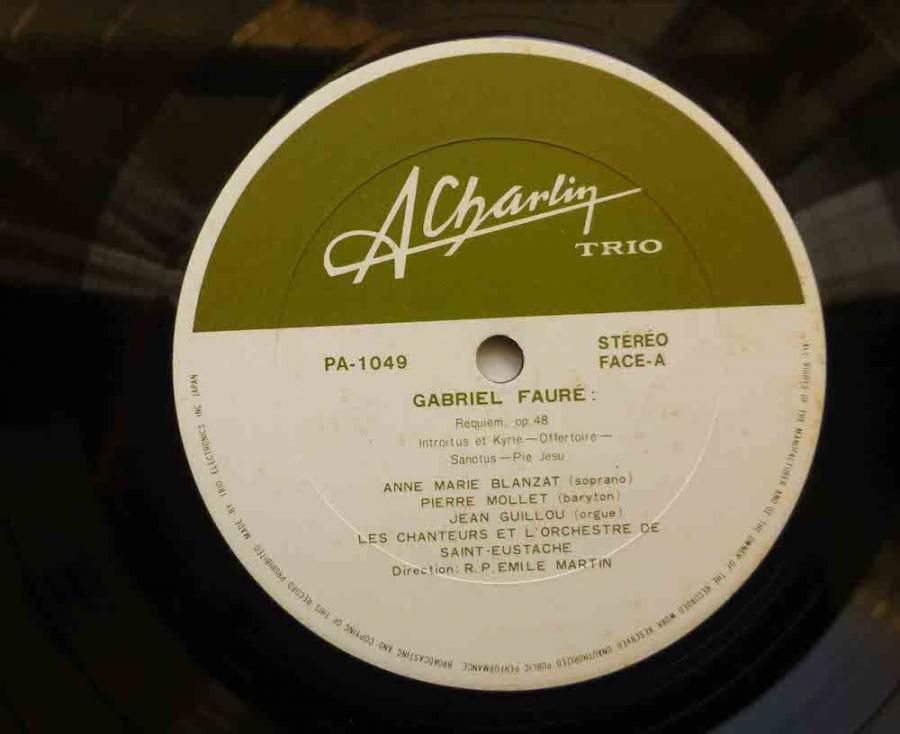 A Charlin
TRIO
PA-1049
STÉRÉO
FACE-A
GABRIEL FAURÉ:
Requiem, op.48
Introitus et Kyrie—Offertoire—
Sanctus—Pie Jesu
ANNE MARIE BLANZAT (soprano)
PIERRE MOLLET (baryton)
JEAN GUILLOU (orgue)
LES CHANTEURS ET L'ORCHESTRE DE
SAINT-EUSTACHE
Direction: R.P. EMILE MARTIN
ALL RIGHTS OF THE MANUFACTURER AND OF THE OWNER OF THE RECORDED WORK RESERVED UNAUTHORIZED PUBLIC PERFORMANCE BROADCASTING AND COPYING OF THIS RECORD PROHIBITED MADE BY TRIO ELECTRONICS INC JAPAN